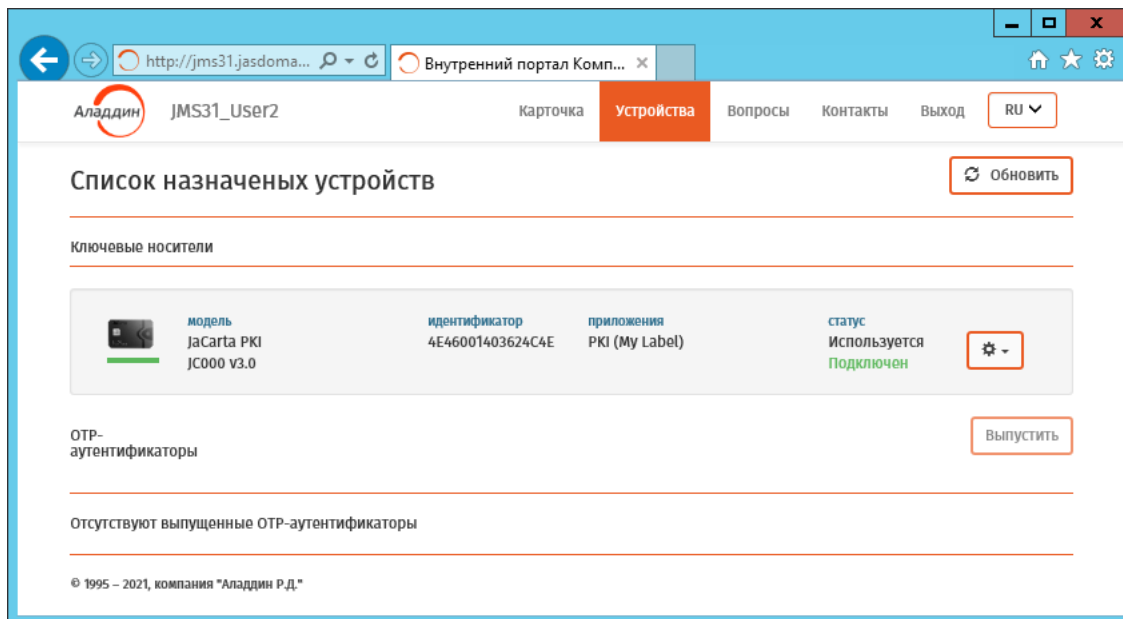 http://jms31.jasdoma...
Внутренний портал Комп...
Аладдин JMS31_User2 Карточка Устройства Вопросы Контакты Выход RU
Список назначеных устройств
Обновить
Ключевые носители
модель идентификатор приложения статус
JaCarta PKI 4E46001403624C4E PKI (My Label) Используется
JC000 v3.0 Подключен
OTP-
аутентификаторы
Выпустить
Отсутствуют выпущенные OTP-аутентификаторы
© 1995 – 2021, компания "Аладдин Р.Д."